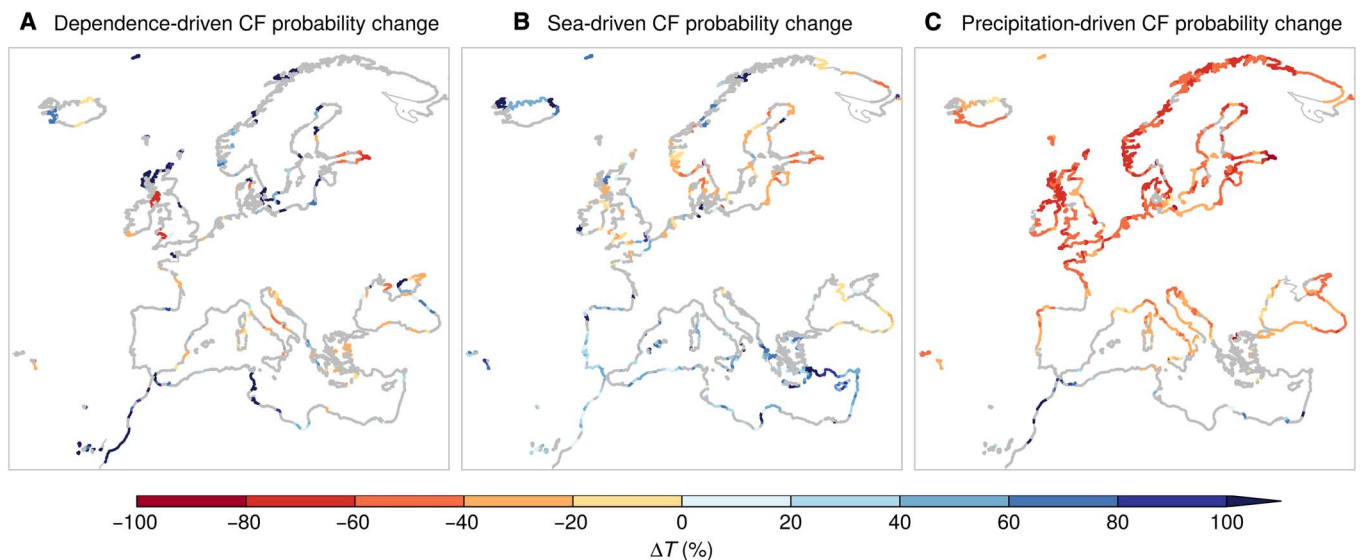 A Dependence-driven CF probability change
B Sea-driven CF probability change
C Precipitation-driven CF probability change
−100 −80 −60 −40 −20 0 20 40 60 80 100
ΔT (%)